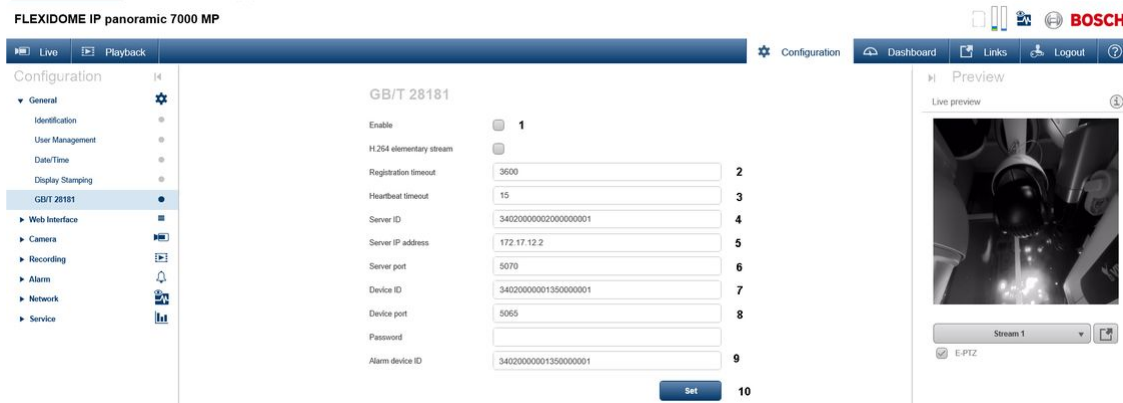 FLEXIDOME IP panoramic 7000 MP
BOSCH
Live
Playback
Configuration
Dashboard
Links
Logout
Configuration
General
Identification
User Management
Date/Time
Display Stamping
GB/T 28181
Web Interface
Camera
Recording
Alarm
Network
Service
GB/T 28181
Enable 1
H.264 elementary stream
Registration timeout 3600 2
Heartbeat timeout 15 3
Server ID 34020000002000000001 4
Server IP address 172.17.12.2 5
Server port 5070 6
Device ID 34020000001350000001 7
Device port 5065 8
Password
Alarm device ID 34020000001350000001 9
Set 10
Preview
Live preview
Stream 1
E-PTZ